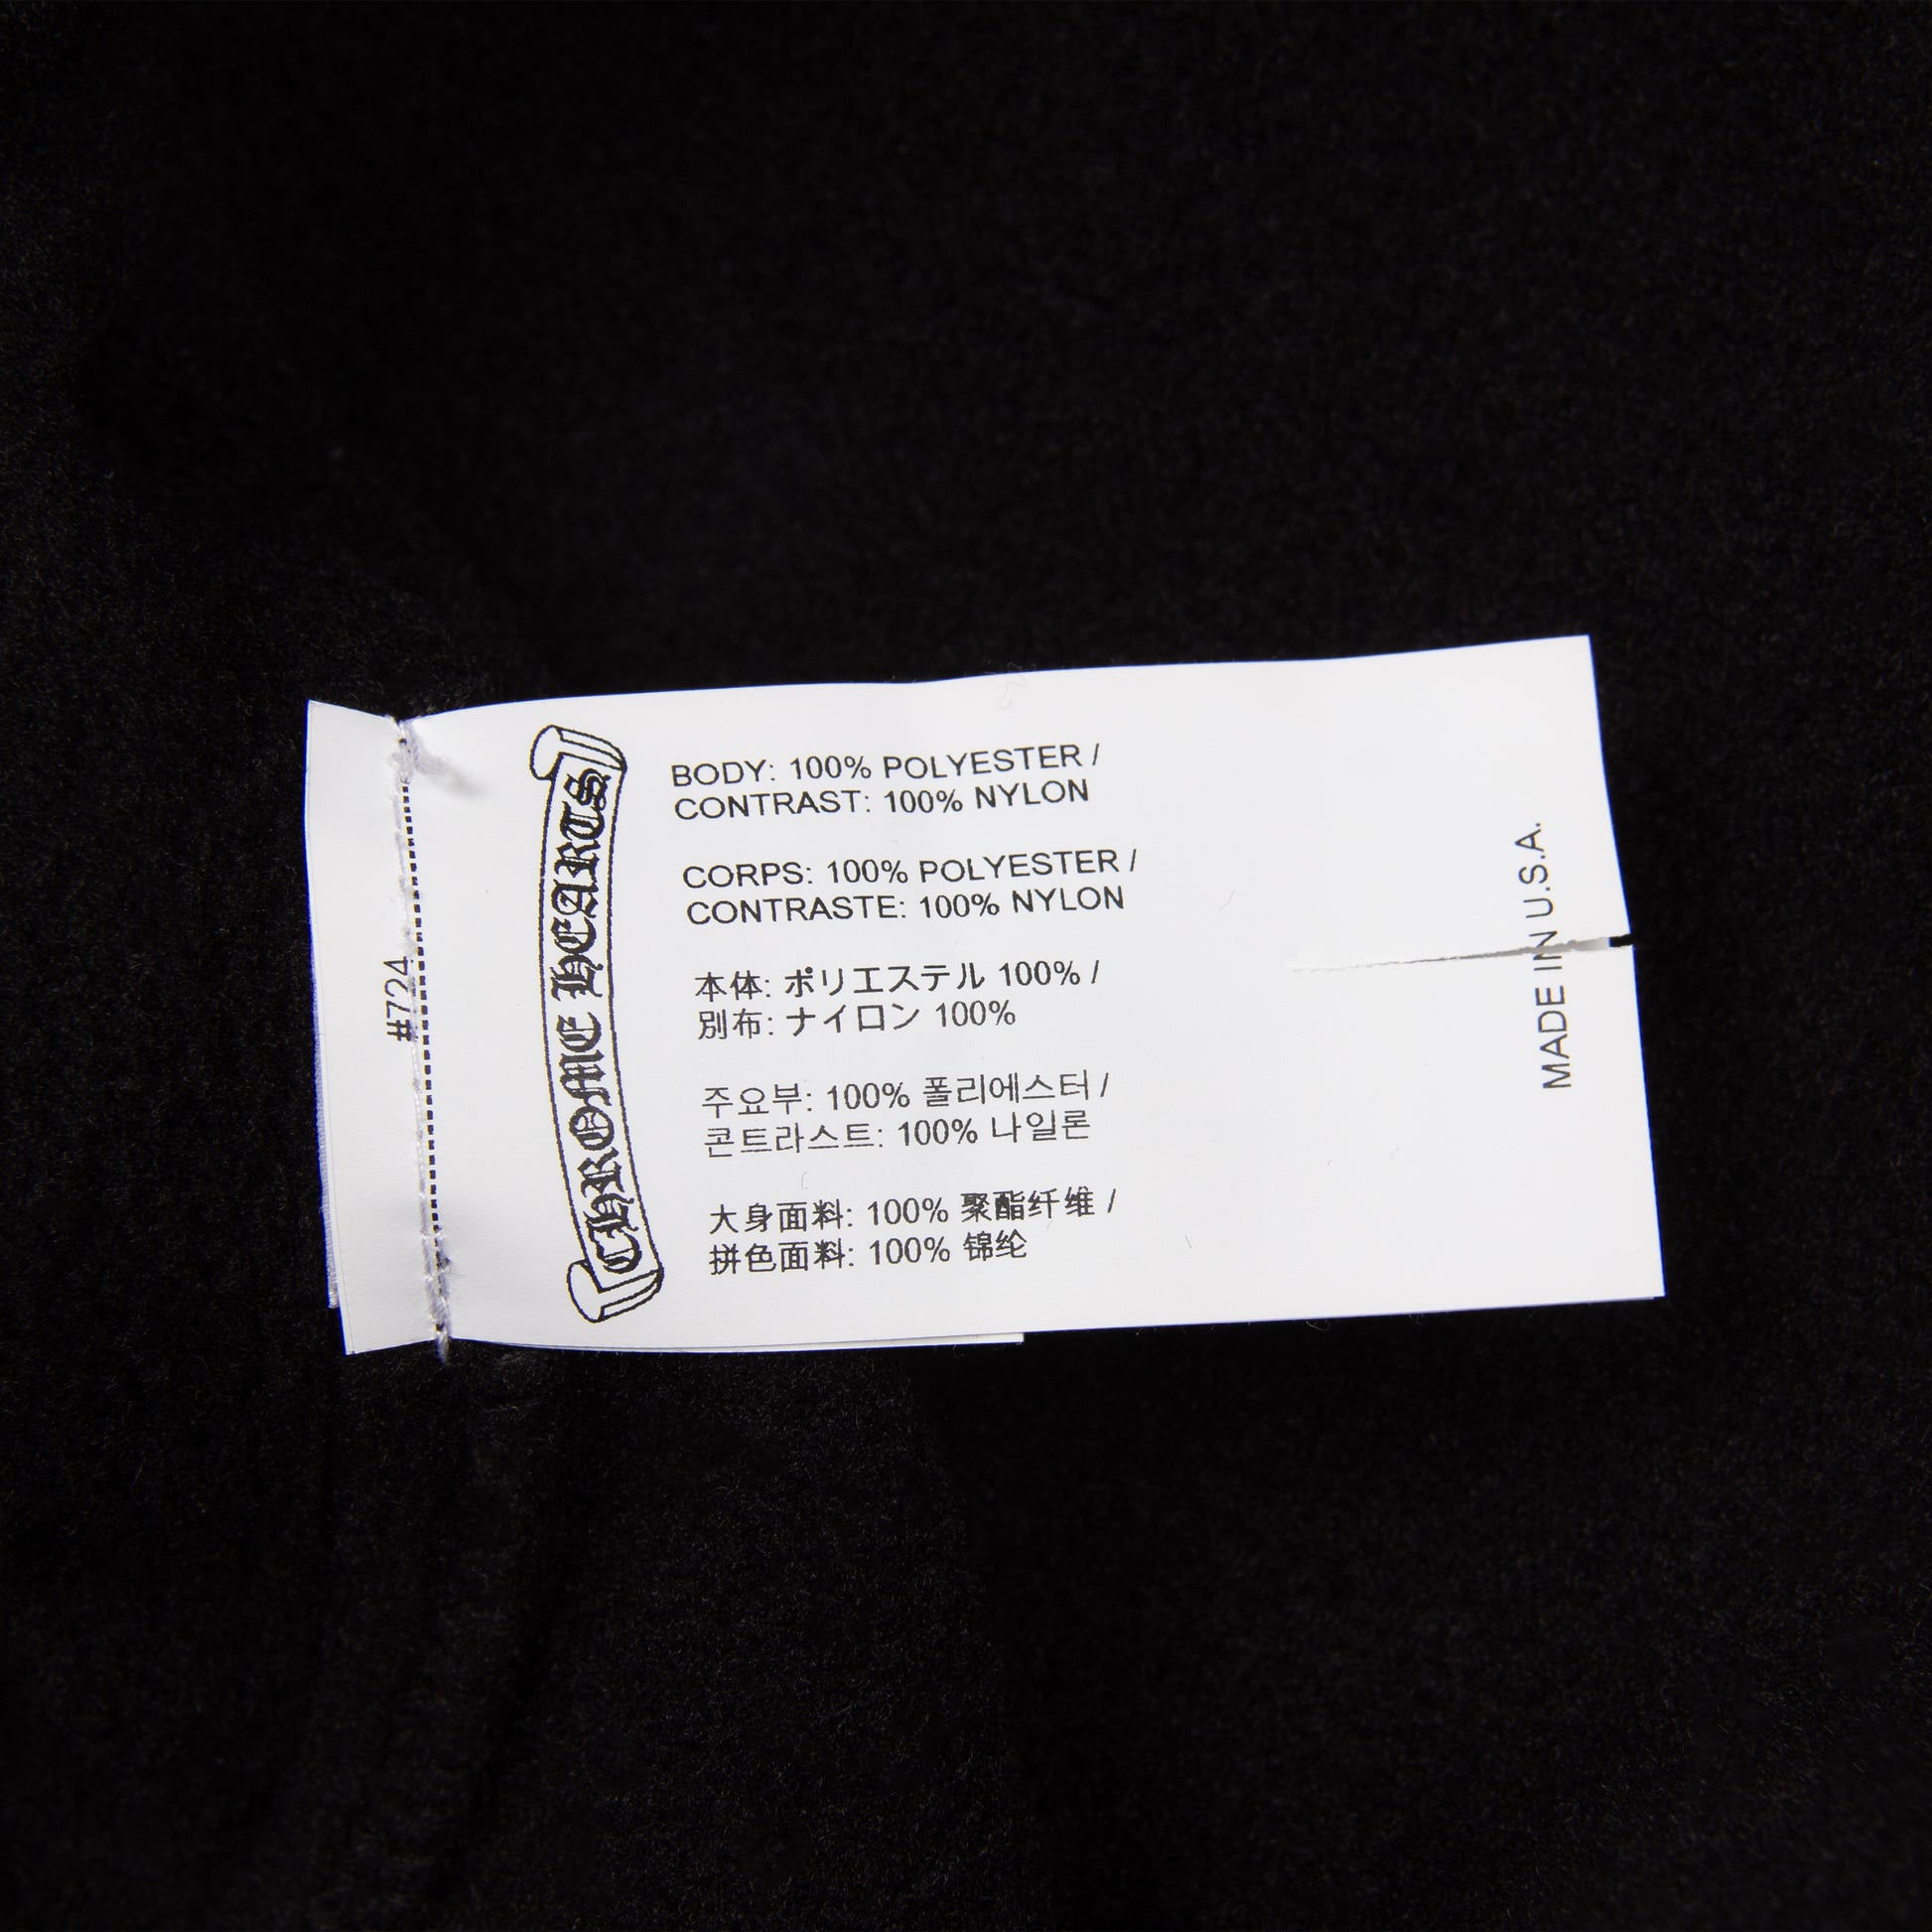 #724
CHROME HEARTS
BODY: 100% POLYESTER /
CONTRAST: 100% NYLON
CORPS: 100% POLYESTER /
CONTRASTE: 100% NYLON
本体: ポリエステル 100% /
別布: ナイロン 100%
주요부: 100% 폴리에스터 /
콘트라스트: 100% 나일론
大身面料: 100% 聚酯纤维 /
拼色面料: 100% 锦纶
MADE IN U.S.A.